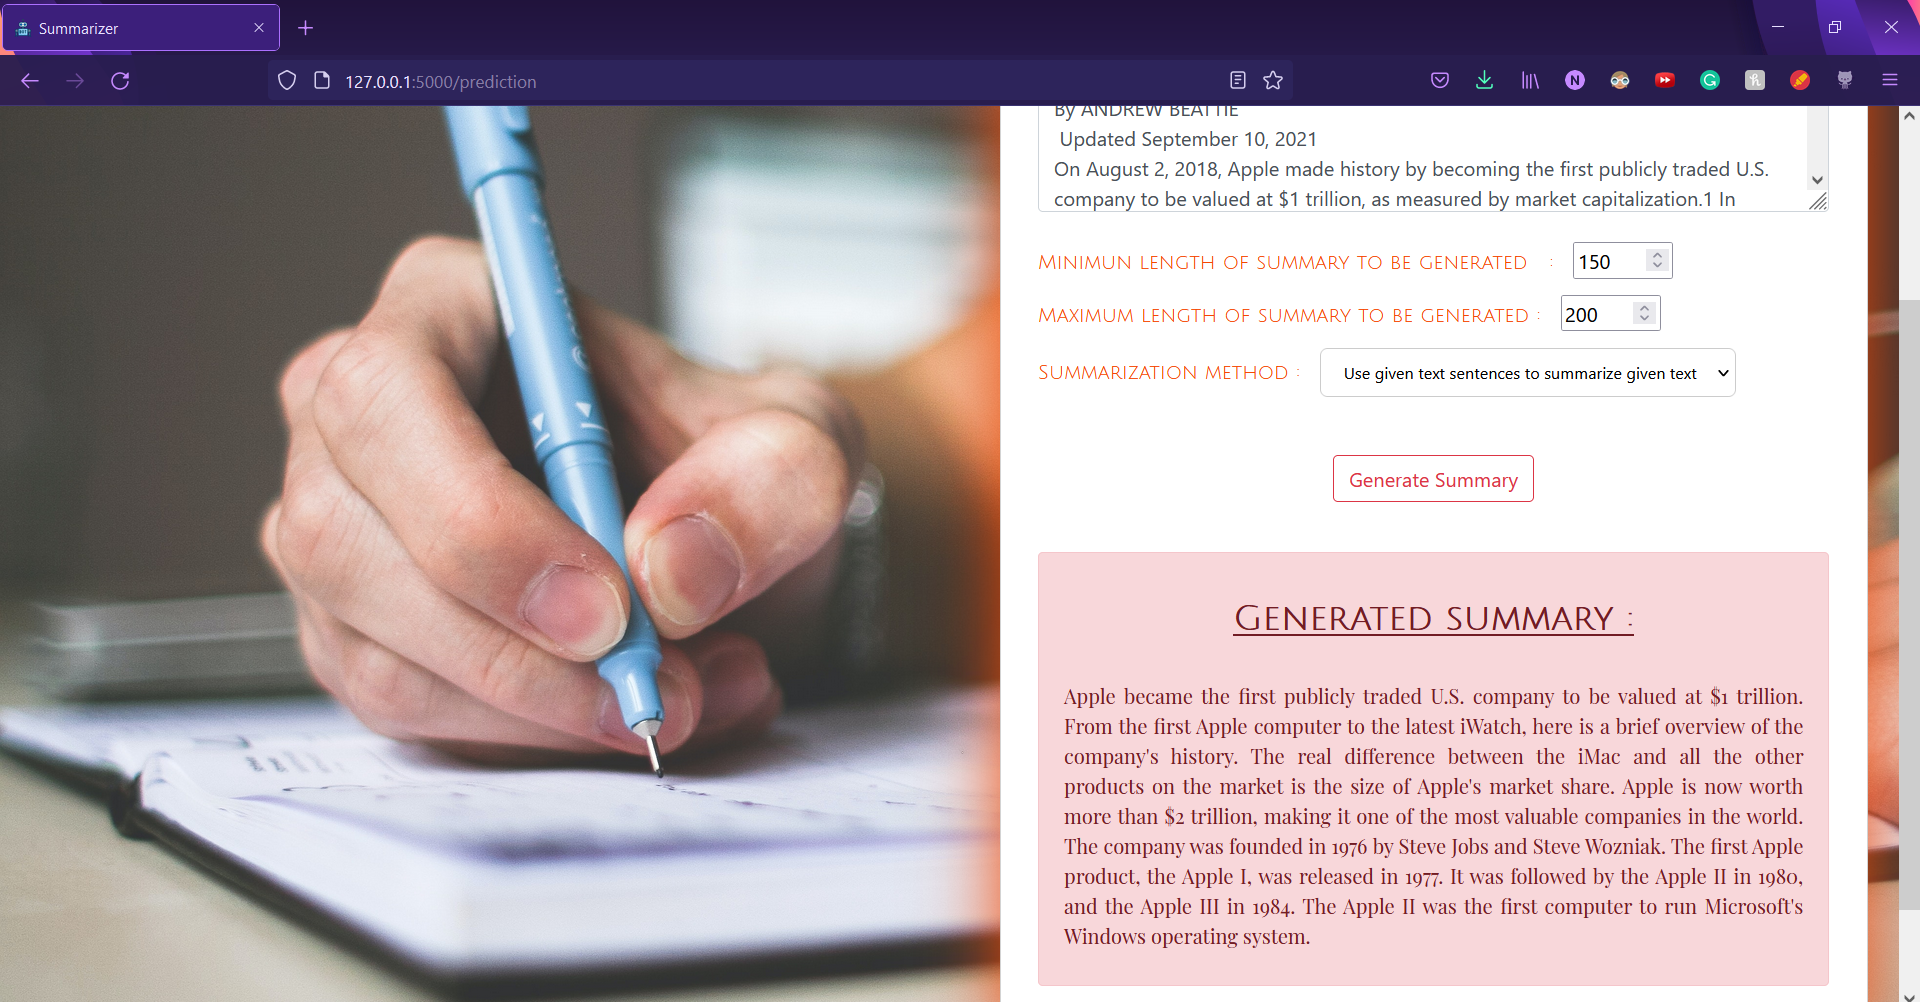 Summarizer
127.0.0.1:5000/prediction
By ANDREW BEATTIE
Updated September 10, 2021
On August 2, 2018, Apple made history by becoming the first publicly traded U.S.
company to be valued at $1 trillion, as measured by market capitalization.1 In
Minimun length of summary to be generated : 150
Maximum length of summary to be generated : 200
Summarization method : Use given text sentences to summarize given text
Generate Summary
Generated summary :
Apple became the first publicly traded U.S. company to be valued at $1 trillion.
From the first Apple computer to the latest iWatch, here is a brief overview of the
company's history. The real difference between the iMac and all the other
products on the market is the size of Apple's market share. Apple is now worth
more than $2 trillion, making it one of the most valuable companies in the world.
The company was founded in 1976 by Steve Jobs and Steve Wozniak. The first Apple
product, the Apple I, was released in 1977. It was followed by the Apple II in 1980,
and the Apple III in 1984. The Apple II was the first computer to run Microsoft's
Windows operating system.